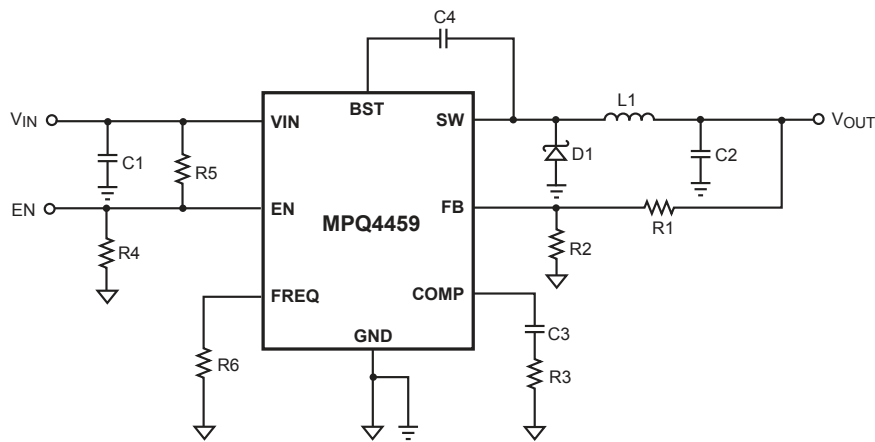 C4
BST
VIN
VIN
SW
L1
VOUT
C1
R5
D1
C2
EN
EN
MPQ4459
FB
R1
R4
R2
FREQ
COMP
GND
C3
R6
R3